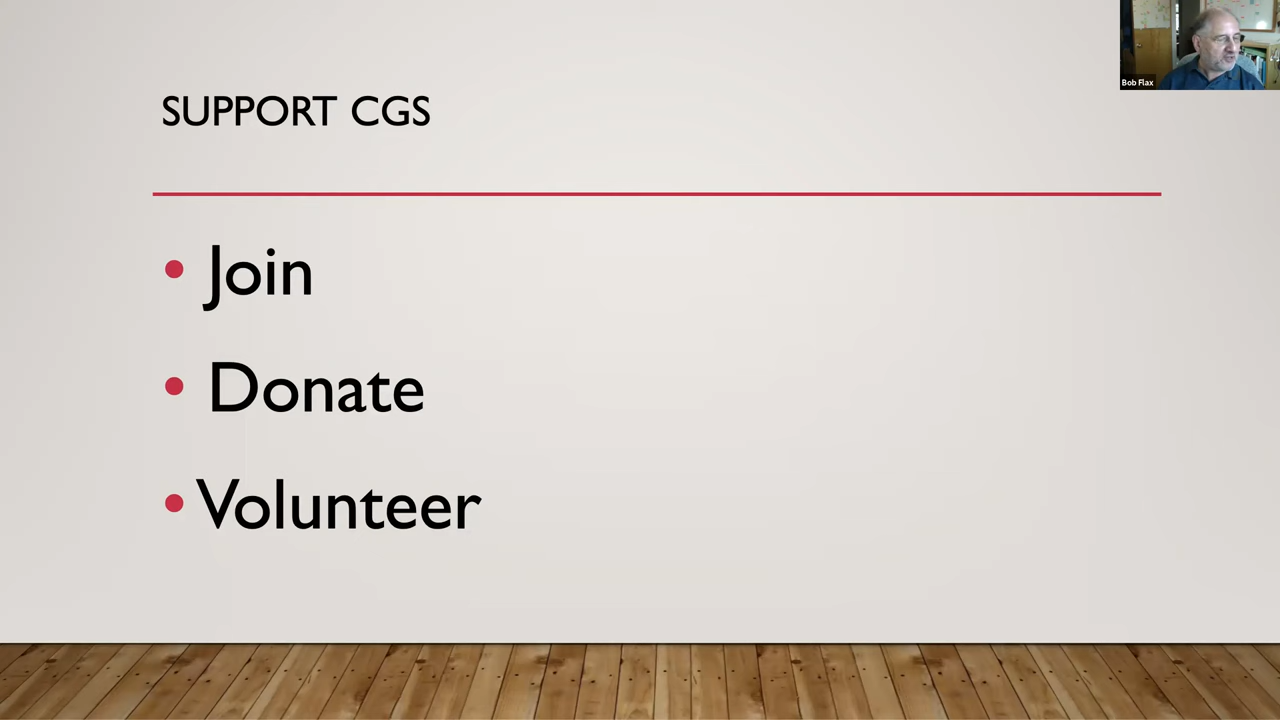 Bob Flax
SUPPORT CGS
• Join
• Donate
• Volunteer